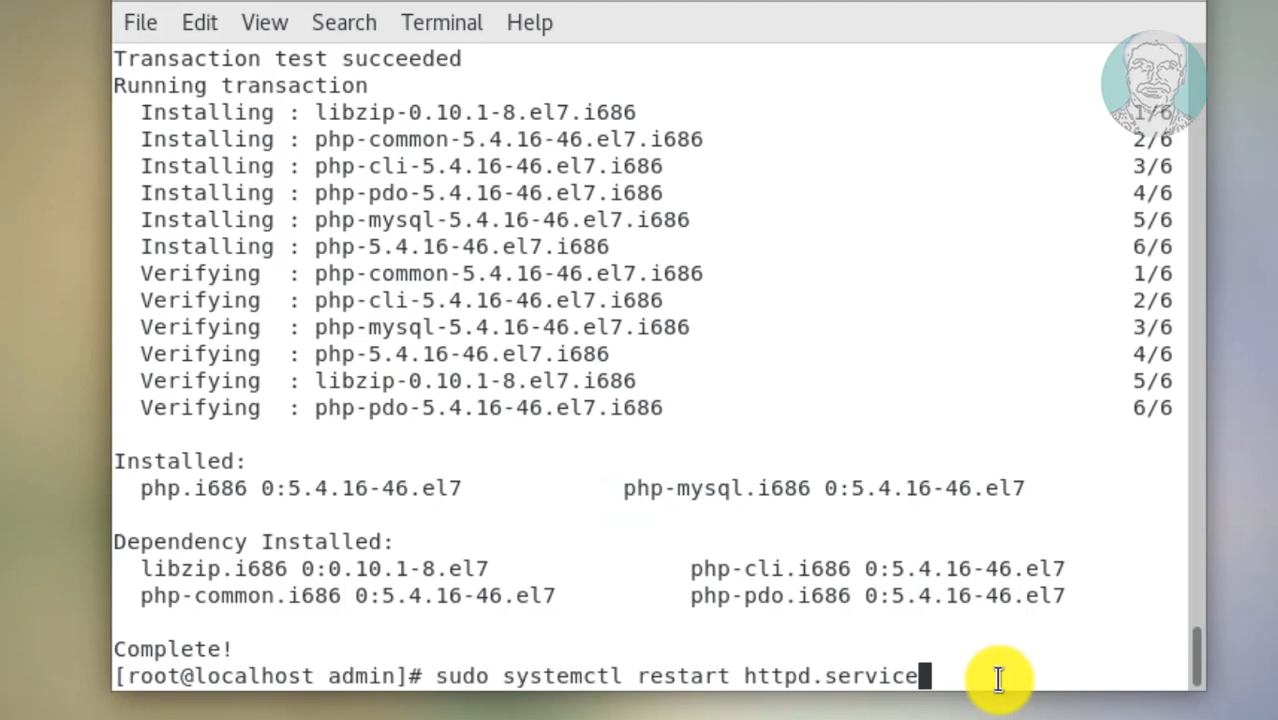 File Edit View Search Terminal Help
Transaction test succeeded
Running transaction
Installing : libzip-0.10.1-8.el7.i686 1/6
Installing : php-common-5.4.16-46.el7.i686 2/6
Installing : php-cli-5.4.16-46.el7.i686 3/6
Installing : php-pdo-5.4.16-46.el7.i686 4/6
Installing : php-mysql-5.4.16-46.el7.i686 5/6
Installing : php-5.4.16-46.el7.i686 6/6
Verifying : php-common-5.4.16-46.el7.i686 1/6
Verifying : php-cli-5.4.16-46.el7.i686 2/6
Verifying : php-mysql-5.4.16-46.el7.i686 3/6
Verifying : php-5.4.16-46.el7.i686 4/6
Verifying : libzip-0.10.1-8.el7.i686 5/6
Verifying : php-pdo-5.4.16-46.el7.i686 6/6
Installed:
php.i686 0:5.4.16-46.el7 php-mysql.i686 0:5.4.16-46.el7
Dependency Installed:
libzip.i686 0:0.10.1-8.el7 php-cli.i686 0:5.4.16-46.el7
php-common.i686 0:5.4.16-46.el7 php-pdo.i686 0:5.4.16-46.el7
Complete!
[root@localhost admin]# sudo systemctl restart httpd.service